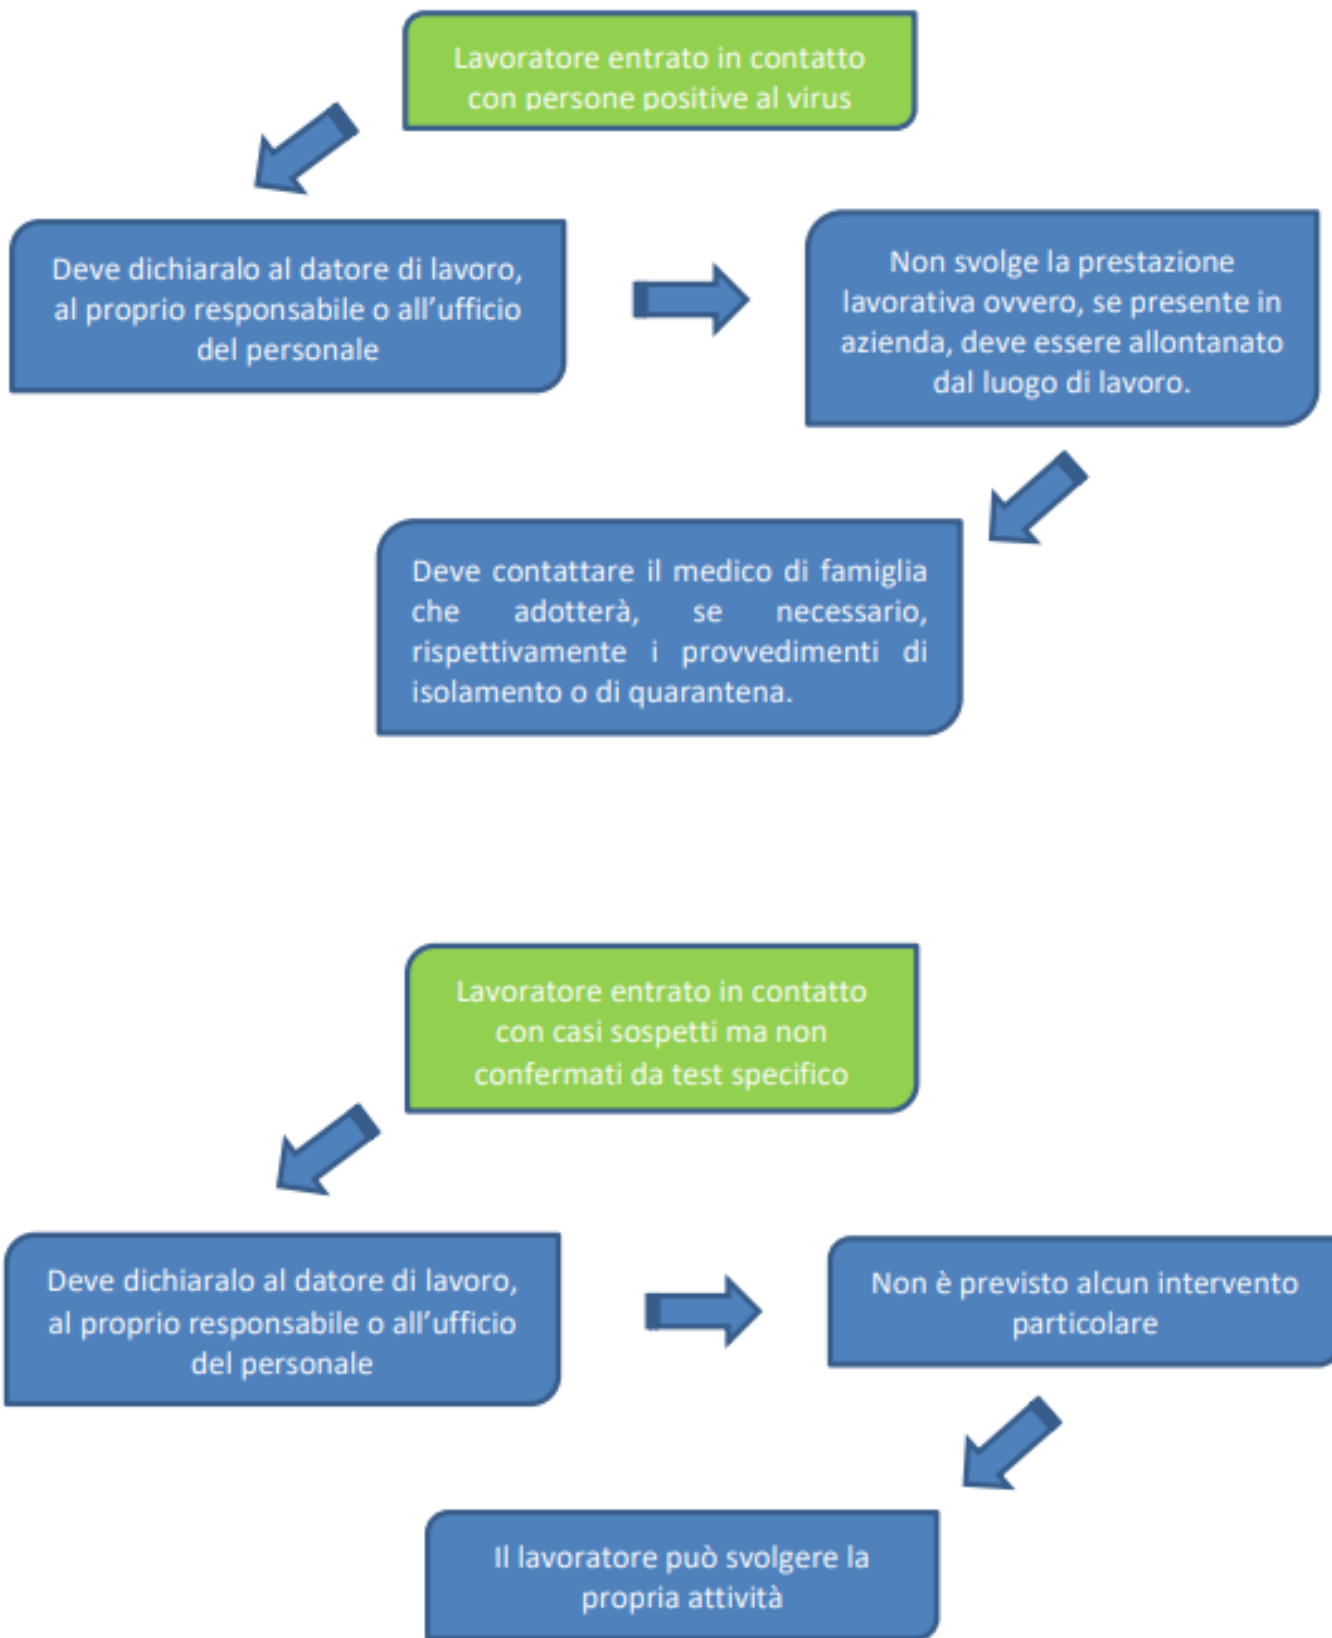 Lavoratore entrato in contatto
con persone positive al virus
Deve dichiaralo al datore di lavoro,
al proprio responsabile o all'ufficio
del personale
Non svolge la prestazione
lavorativa ovvero, se presente in
azienda, deve essere allontanato
dal luogo di lavoro.
Deve contattare il medico di famiglia
che adotterà, se necessario,
rispettivamente i provvedimenti di
isolamento o di quarantena.
Lavoratore entrato in contatto
con casi sospetti ma non
confermati da test specifico
Deve dichiaralo al datore di lavoro,
al proprio responsabile o all'ufficio
del personale
Non è previsto alcun intervento
particolare
Il lavoratore può svolgere la
propria attività